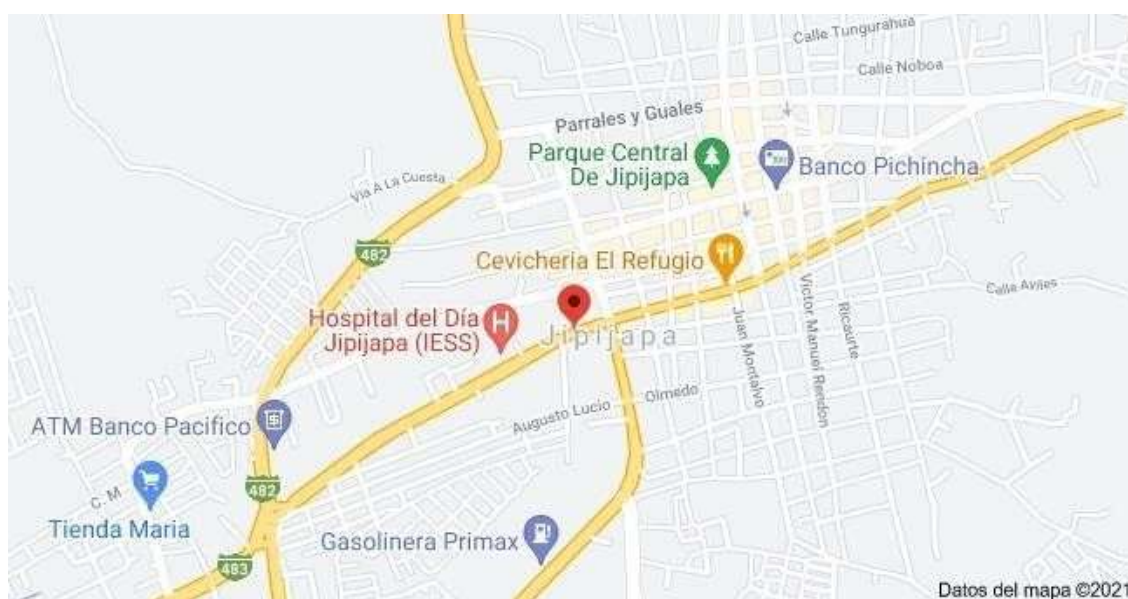 Calle Tungurahua
Calle Noboa
Parrales y Guales
Parque Central
De Jipijapa
Banco Pichincha
Via A La Cuesta
482
Cevichería El Refugio
Calle Aviles
Hospital del Día
Jipijapa (IESS)
H
Jipijapa
Juan Montalvo
Victor Manuel Rendon
Ricaurte
Olmedo
Augusto Lucio
ATM Banco Pacifico
$
C. M
482
Tienda Maria
Gasolinera Primax
483
Datos del mapa ©2021